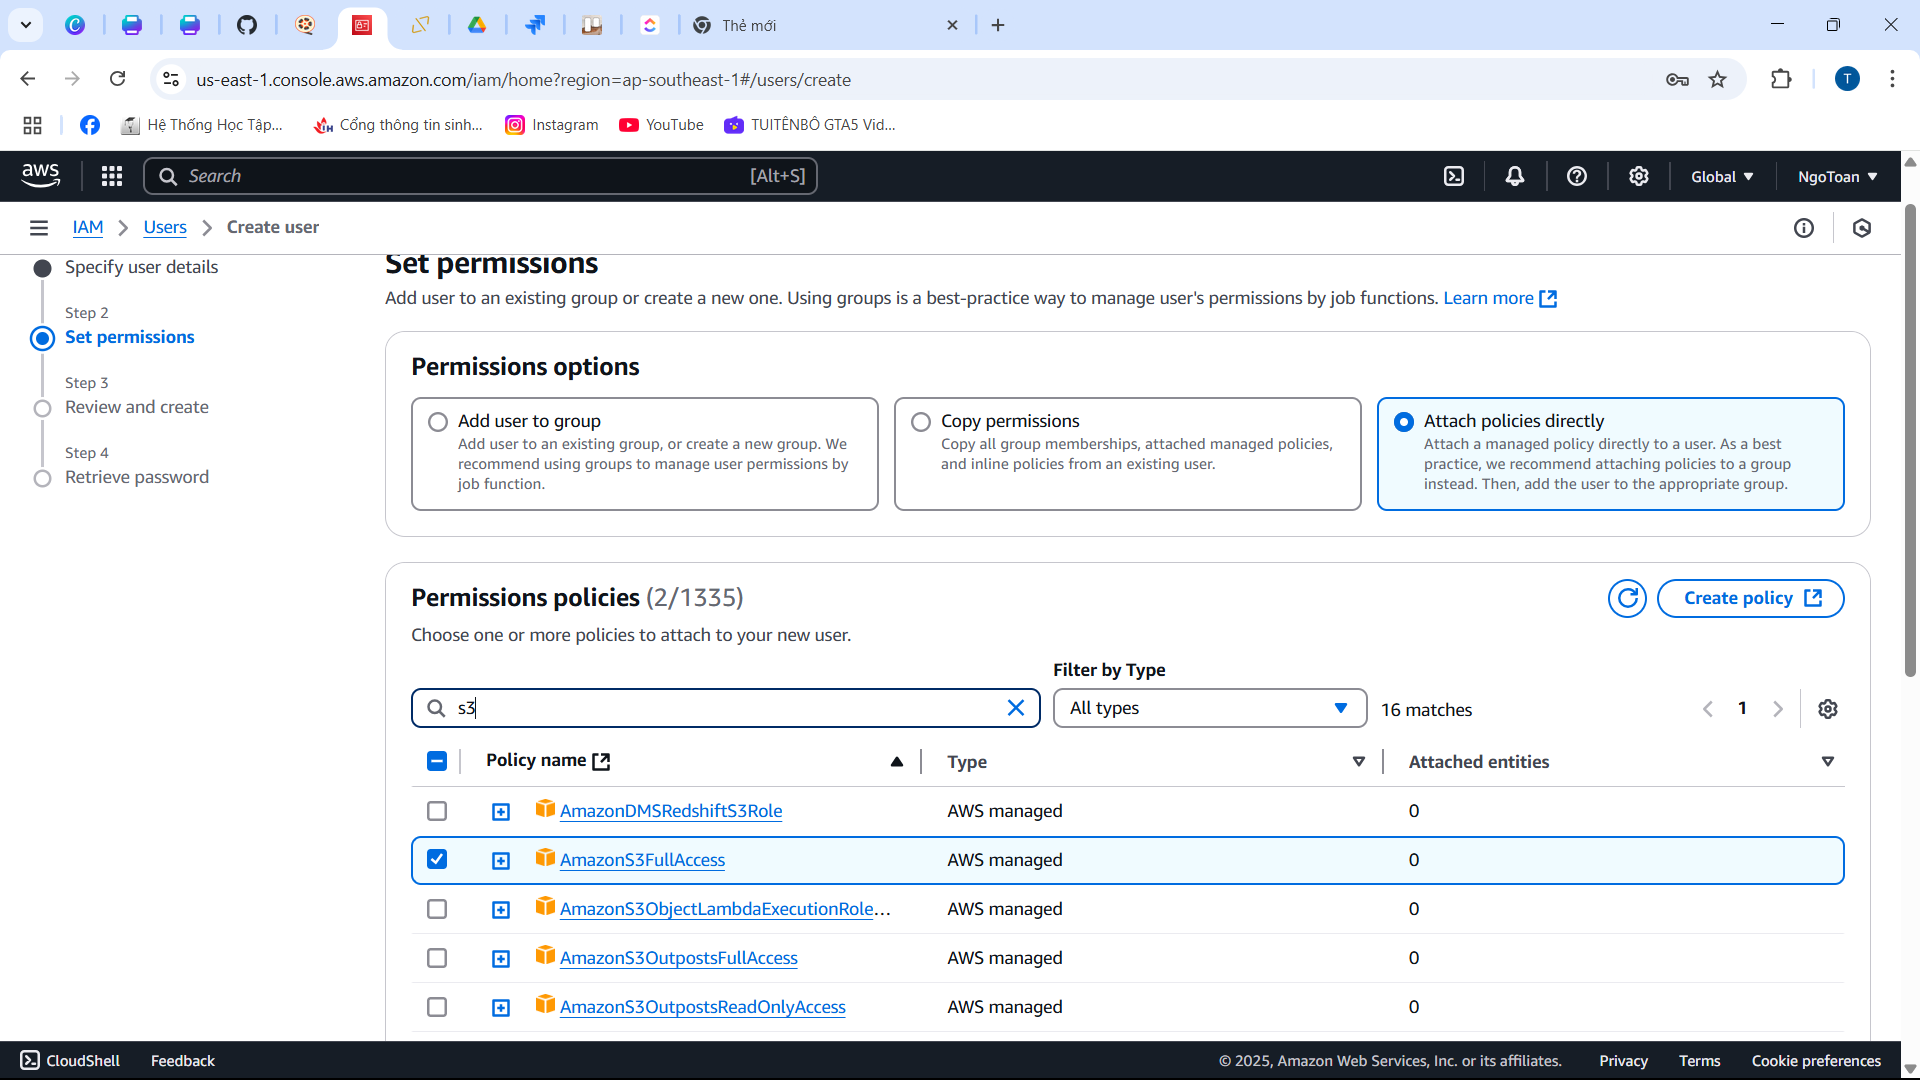 Thẻ mới
us-east-1.console.aws.amazon.com/iam/home?region=ap-southeast-1#/users/create
T
Hệ Thống Học Tập...
Cổng thông tin sinh...
Instagram
YouTube
TUITÊNBÔ GTA5 Vid...
aws
Search
[Alt+S]
Global
NgoToan
IAM
Users
Create user
Specify user details
Step 2
Set permissions
Step 3
Review and create
Step 4
Retrieve password
Set permissions
Add user to an existing group or create a new one. Using groups is a best-practice way to manage user's permissions by job functions. Learn more
Permissions options
Add user to group
Add user to an existing group, or create a new group. We
recommend using groups to manage user permissions by
job function.
Copy permissions
Copy all group memberships, attached managed policies,
and inline policies from an existing user.
Attach policies directly
Attach a managed policy directly to a user. As a best
practice, we recommend attaching policies to a group
instead. Then, add the user to the appropriate group.
Permissions policies (2/1335)
Create policy
Choose one or more policies to attach to your new user.
Filter by Type
s3
All types
16 matches
1
Policy name
Type
Attached entities
AmazonDMSRedshiftS3Role
AWS managed
0
AmazonS3FullAccess
AWS managed
0
AmazonS3ObjectLambdaExecutionRole...
AWS managed
0
AmazonS3OutpostsFullAccess
AWS managed
0
AmazonS3OutpostsReadOnlyAccess
AWS managed
0
CloudShell
Feedback
© 2025, Amazon Web Services, Inc. or its affiliates.
Privacy
Terms
Cookie preferences